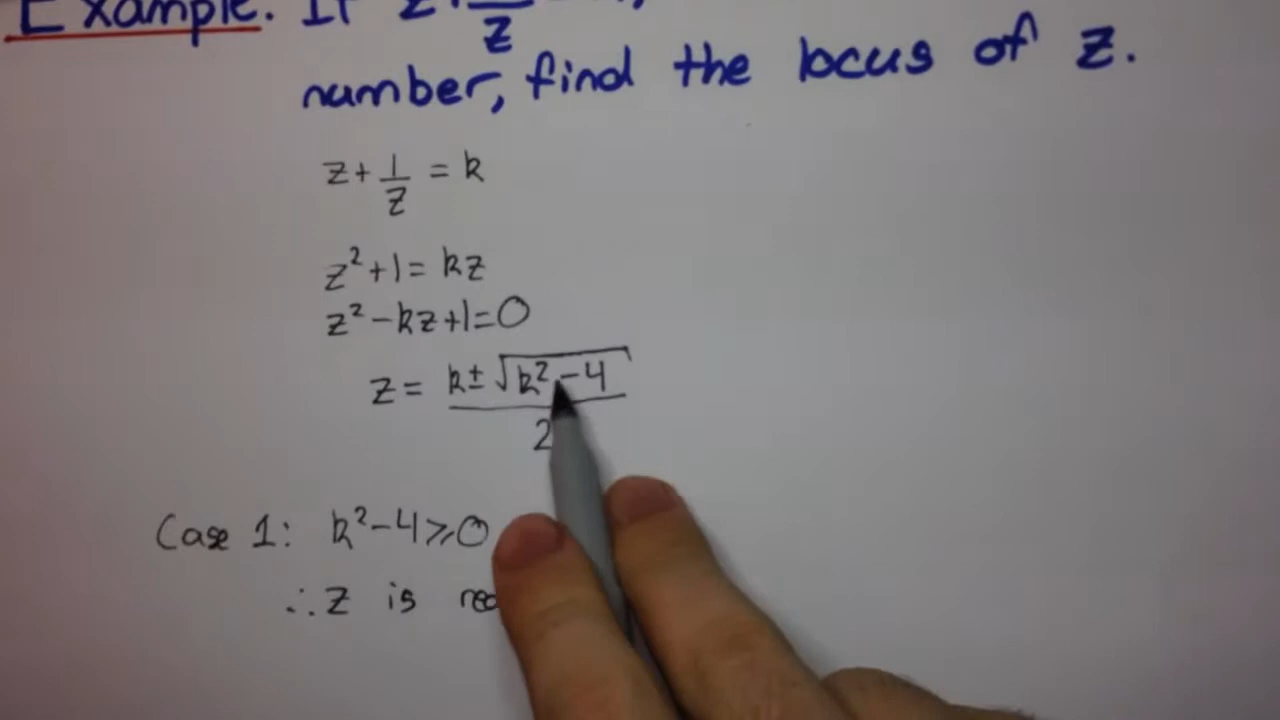 Example: If z + 1/z = k,
number, find the locus of z.
z + 1/z = k
z² + 1 = kz
z² - kz + 1 = 0
z = (k ± √(k² - 4)) / 2
Case 1: k² - 4 ⩾ 0
∴ z is